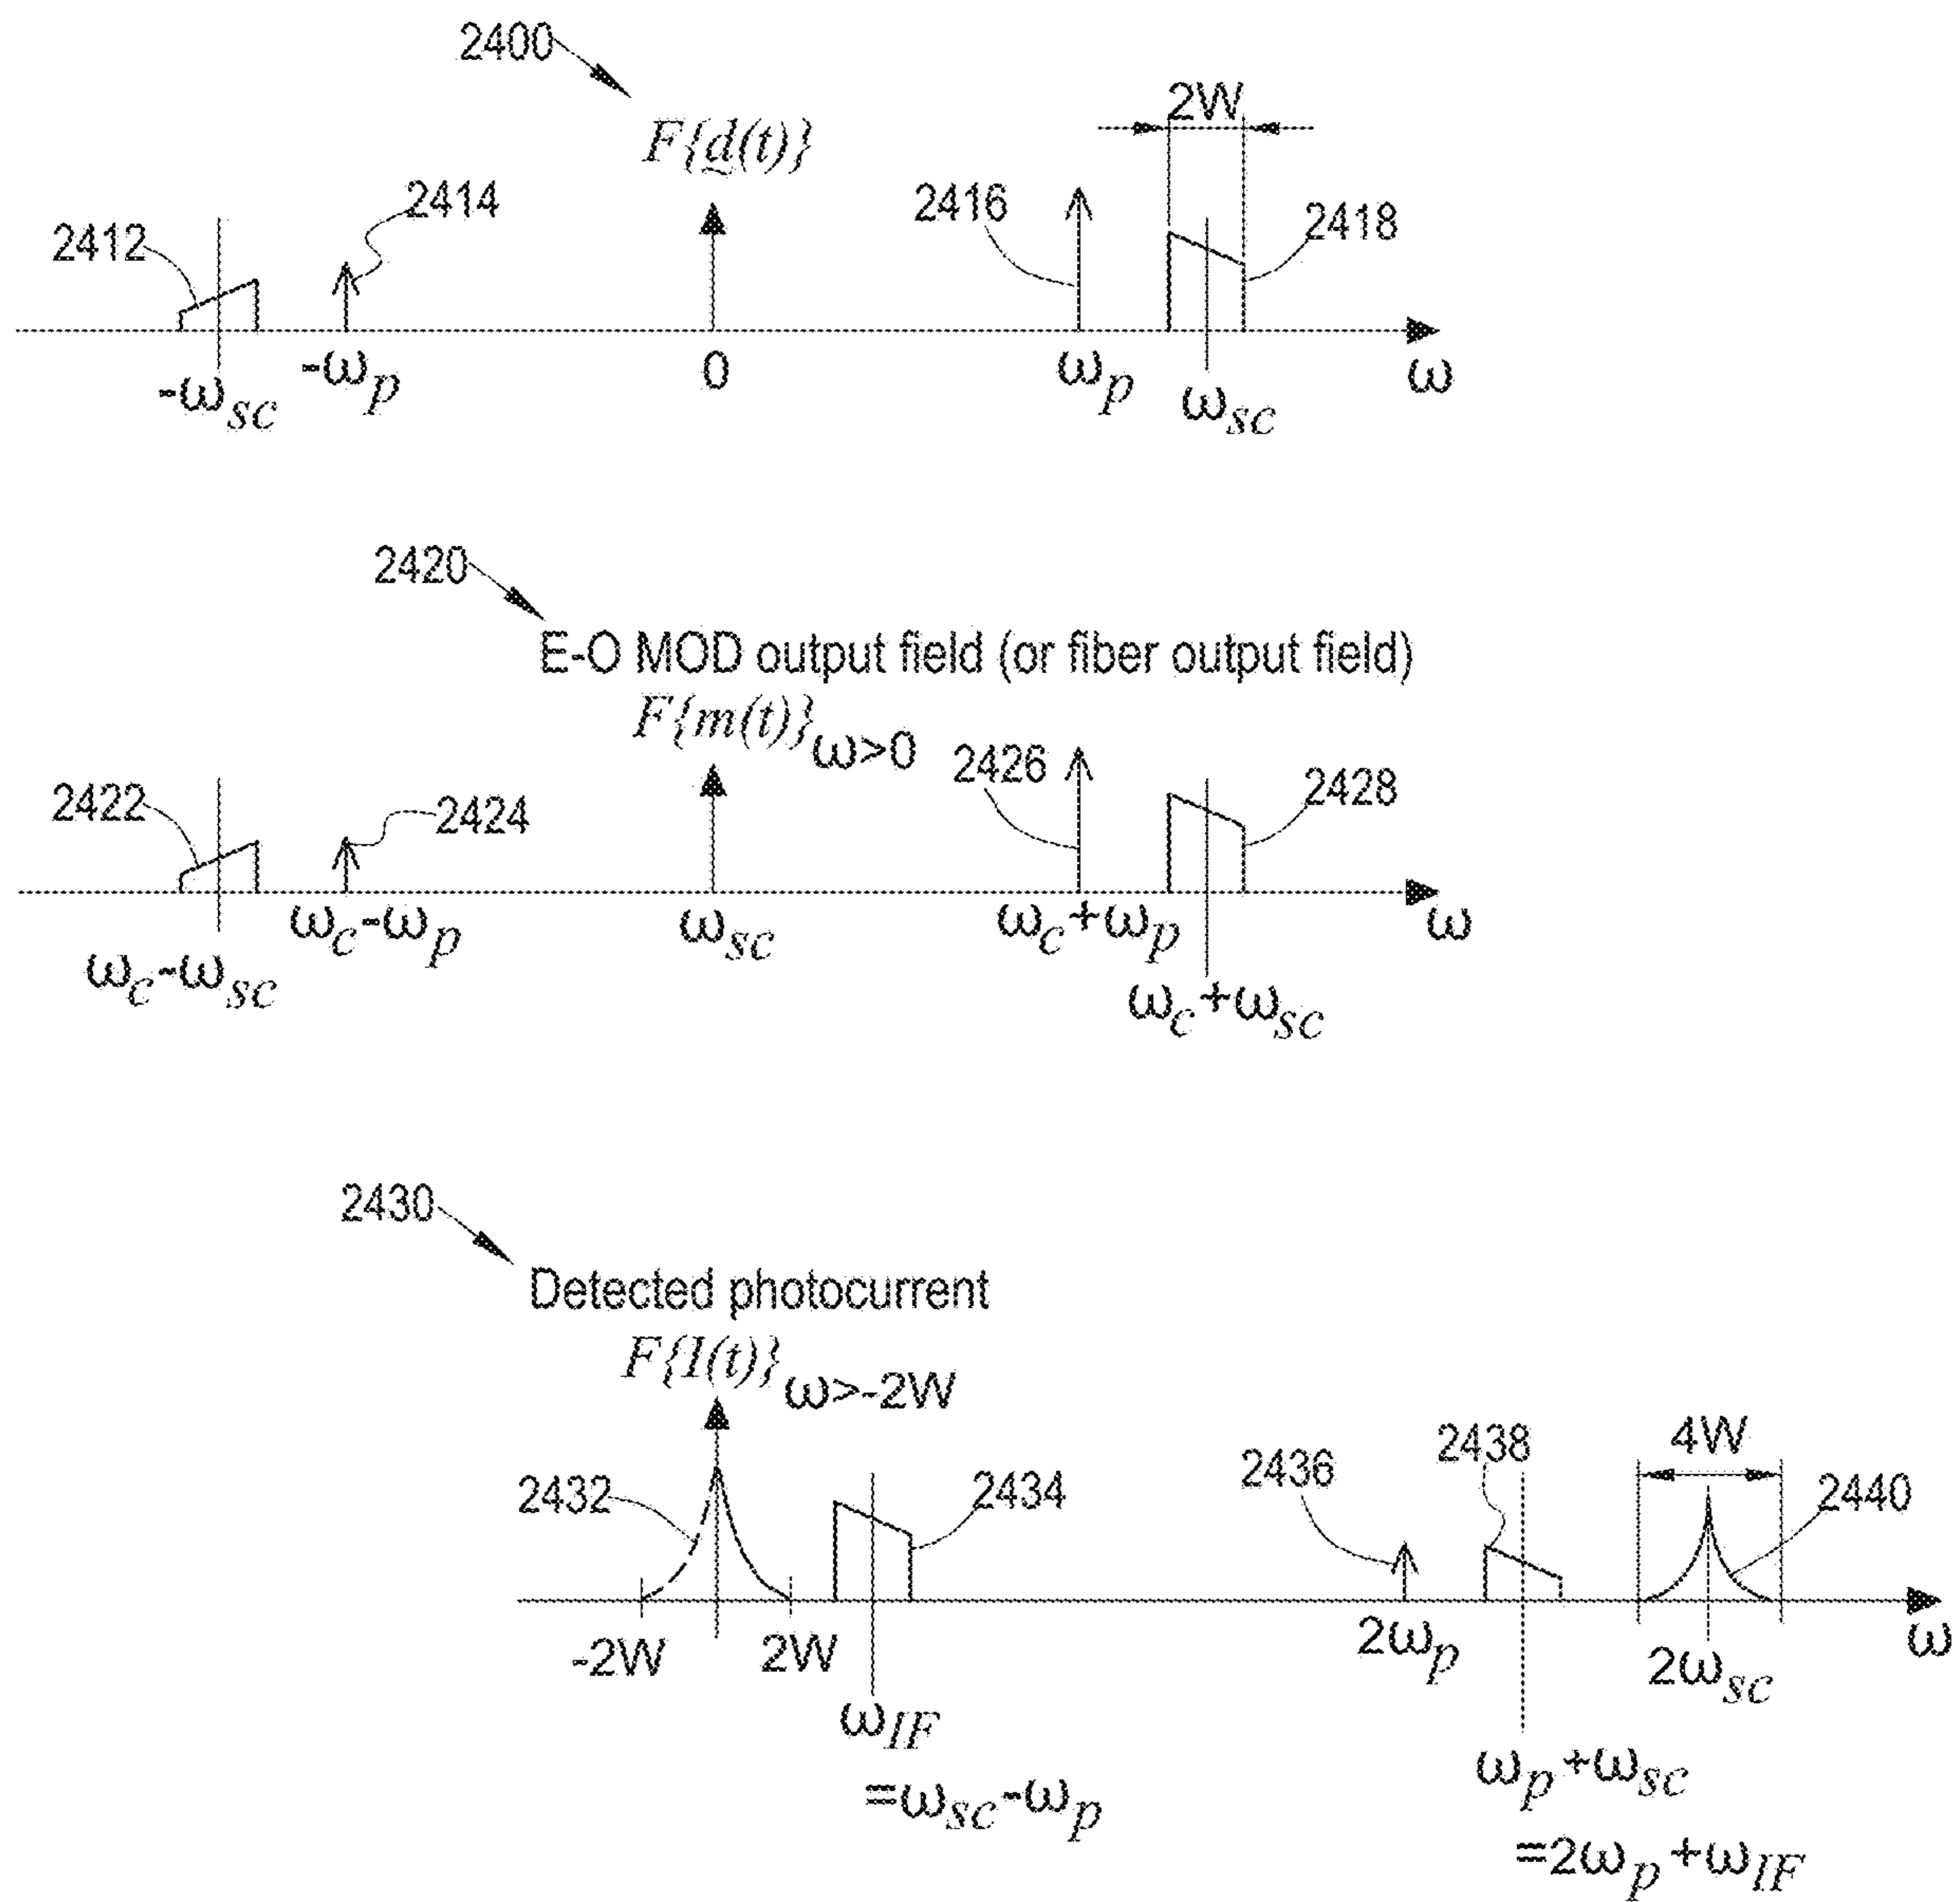 2400
F{d(t)}
2W
2412
2414
2416
2418
-ωsc
-ωp
0
ωp
ωsc
ω
2420
E-O MOD output field (or fiber output field)
F{m(t)}ω>0
2422
2424
2426
2428
ωc-ωsc
ωc-ωp
ωsc
ωc+ωp
ωc+ωsc
ω
2430
Detected photocurrent
F{I(t)}ω>-2W
2432
2434
2436
2438
4W
2440
-2W
2W
ωIF
=ωsc-ωp
2ωp
ωp+ωsc
=2ωp+ωIF
2ωsc
ω